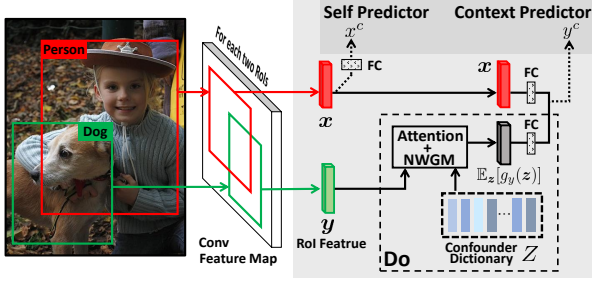 Self Predictor
Context Predictor
x^c
y^c
For each two RoIs
Person
FC
x
x
FC
Dog
Attention
+
NWGM
FC
𝔼_z[g_y(z)]
y
...
Conv
Feature Map
RoI Featrue
Do
Confounder
Dictionary Z